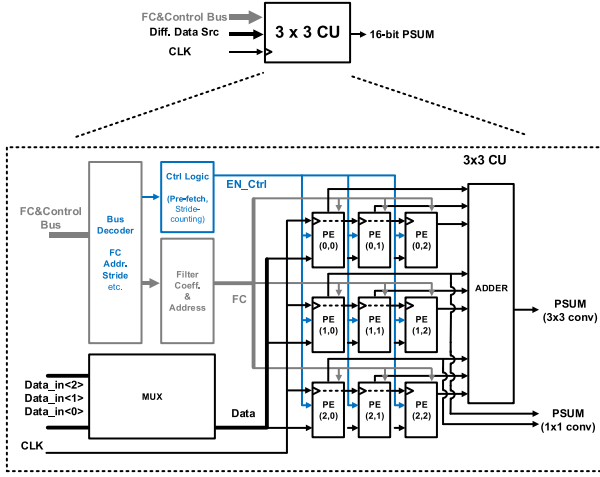 FC&Control Bus
Diff. Data Src
CLK
3 x 3 CU
16-bit PSUM
3x3 CU
FC&Control
Bus
Bus
Decoder
FC
Addr.
Stride
etc.
Ctrl Logic
(Pre-fetch,
Stride-
counting)
EN_Ctrl
Filter
Coeff.
&
Address
FC
PE
(0,0)
PE
(0,1)
PE
(0,2)
PE
(1,0)
PE
(1,1)
PE
(1,2)
PE
(2,0)
PE
(2,1)
PE
(2,2)
ADDER
PSUM
(3x3 conv)
PSUM
(1x1 conv)
Data_in<2>
Data_in<1>
Data_in<0>
MUX
Data
CLK